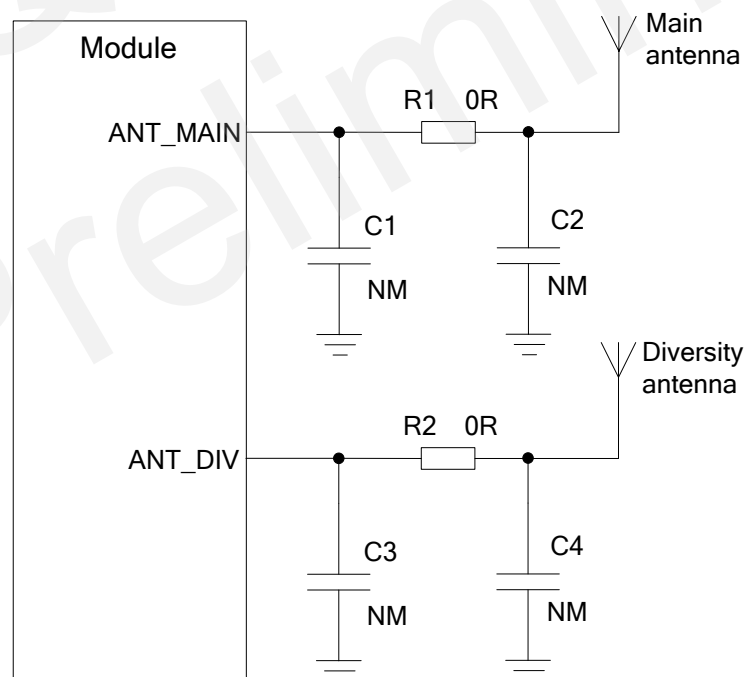 Module
Main
antenna
R1 0R
ANT_MAIN
C1
C2
NM
NM
Diversity
antenna
R2 0R
ANT_DIV
C3
C4
NM
NM